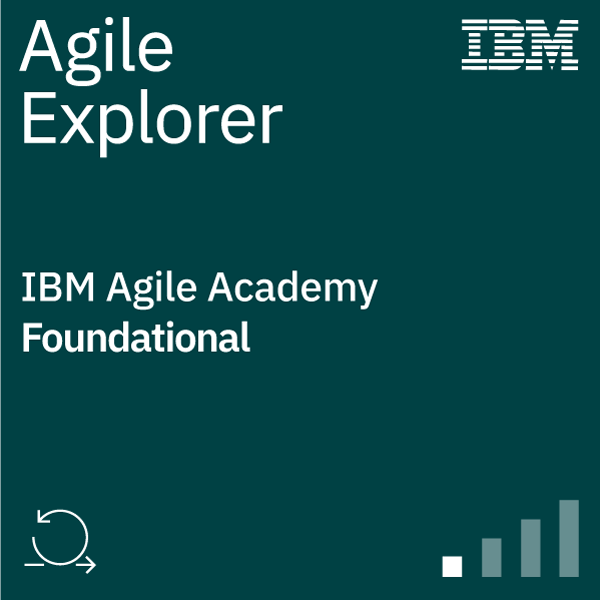 Agile
Explorer
IBM
IBM Agile Academy
Foundational